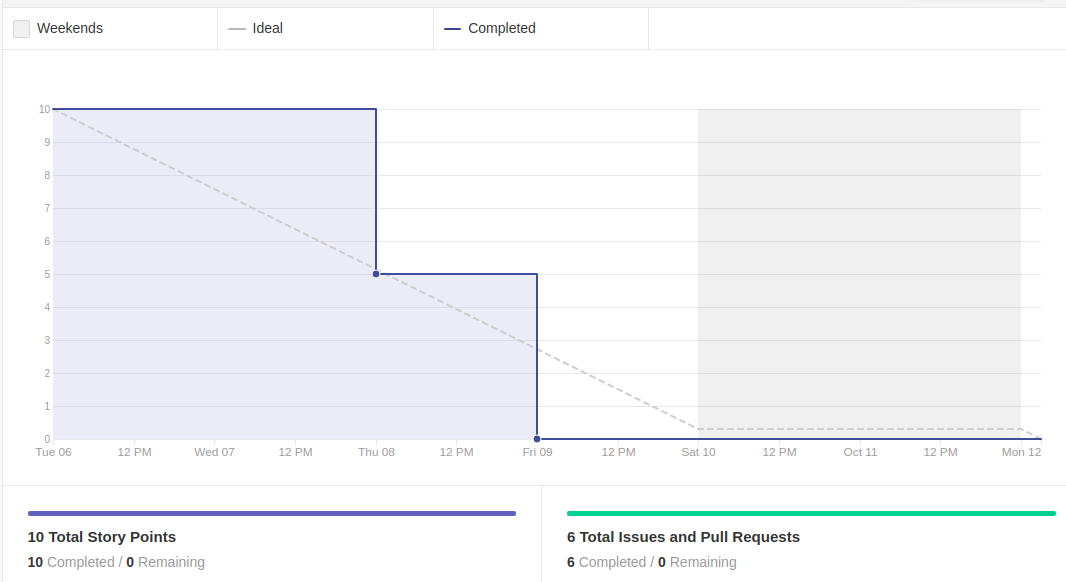 Weekends Ideal Completed
10
9
8
7
6
5
4
3
2
1
0
Tue 06 12 PM Wed 07 12 PM Thu 08 12 PM Fri 09 12 PM Sat 10 12 PM Oct 11 12 PM Mon 12
10 Total Story Points
10 Completed / 0 Remaining
6 Total Issues and Pull Requests
6 Completed / 0 Remaining